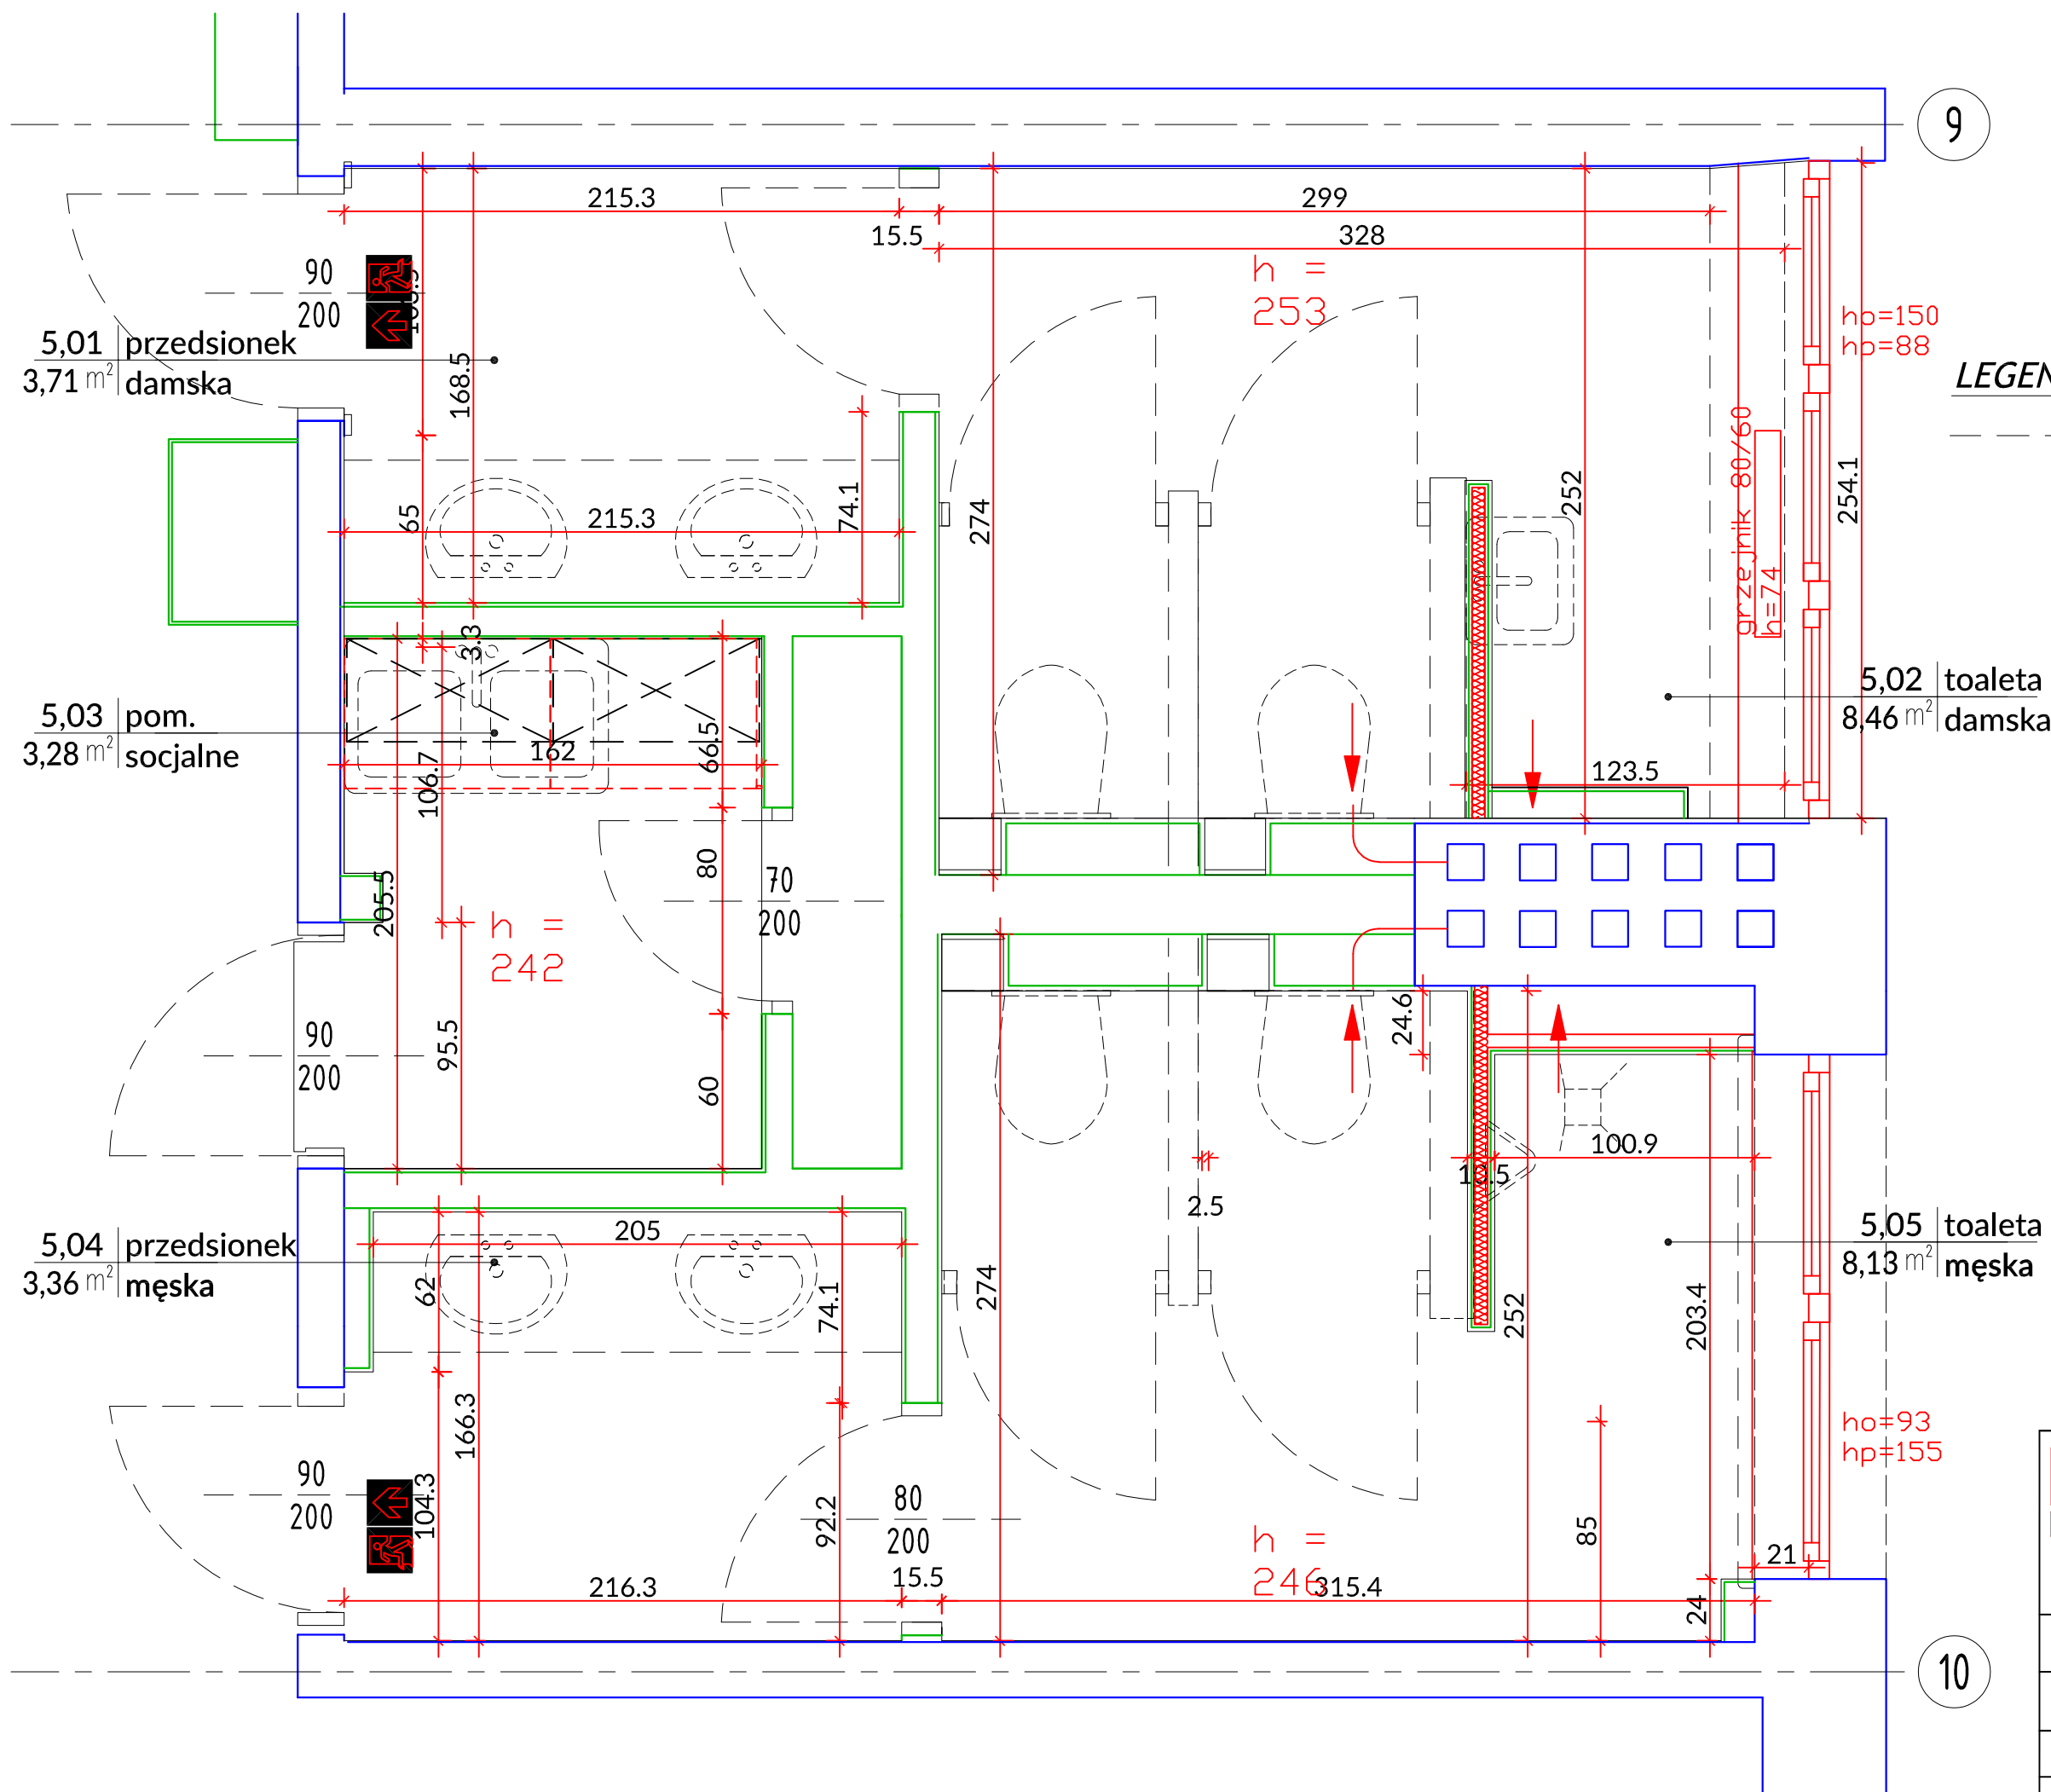 9
215.3
299
15.5
328
h =
253
90
200
hp=150
hp=88
5,01 przedsionek
3,71 m² damska
168.5
LEGEN
254.1
252
274
74.1
65
215.3
grzejnik 80/60
h=74
3.3
5,02 toaleta
8,46 m² damska
5,03 pom.
3,28 m² socjalne
162
66.5
106.7
123.5
80
70
200
205.5
h =
242
95.5
90
200
24.6
60
100.9
2.5
5,04 przedsionek
3,36 m² męska
205
62
74.1
274
252
203.4
5,05 toaleta
8,13 m² męska
166.3
ho=93
hp=155
90
200
104.3
92.2
80
200
h =
246
85
21
15.5
216.3
315.4
24
10